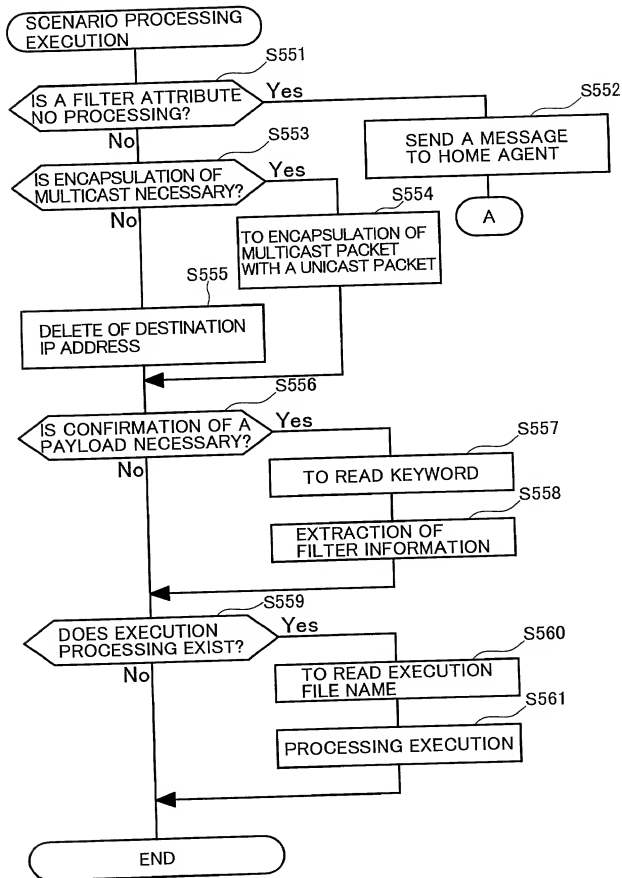 SCENARIO PROCESSING
EXECUTION
S551
IS A FILTER ATTRIBUTE
NO PROCESSING?
Yes
No
S552
SEND A MESSAGE
TO HOME AGENT
A
S553
IS ENCAPSULATION OF
MULTICAST NECESSARY?
Yes
No
S554
TO ENCAPSULATION OF
MULTICAST PACKET
WITH A UNICAST PACKET
S555
DELETE OF DESTINATION
IP ADDRESS
S556
IS CONFIRMATION OF A
PAYLOAD NECESSARY?
Yes
No
S557
TO READ KEYWORD
S558
EXTRACTION OF
FILTER INFORMATION
S559
DOES EXECUTION
PROCESSING EXIST?
Yes
No
S560
TO READ EXECUTION
FILE NAME
S561
PROCESSING EXECUTION
END